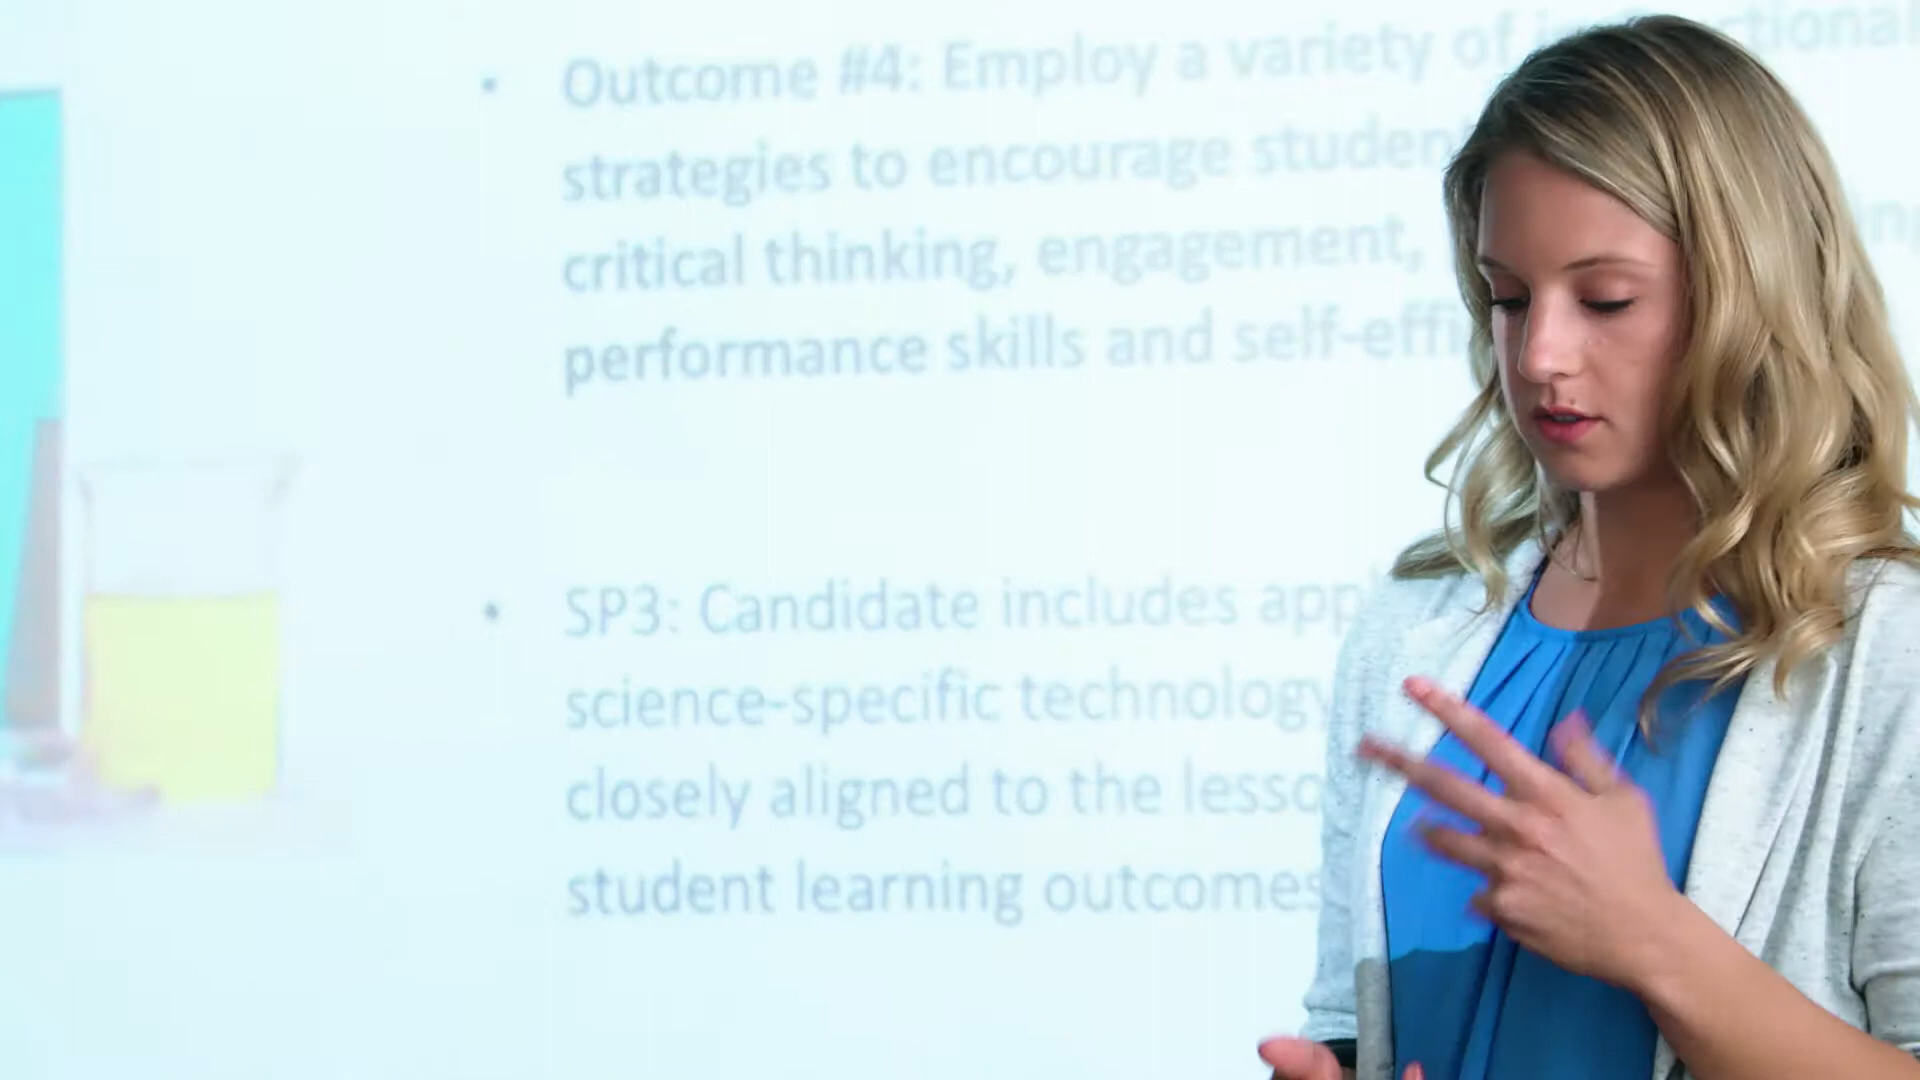 • Outcome #4: Employ a variety of
strategies to encourage student
critical thinking, engagement,
performance skills and self-effi
• SP3: Candidate includes app
science-specific technology
closely aligned to the lesso
student learning outcomes